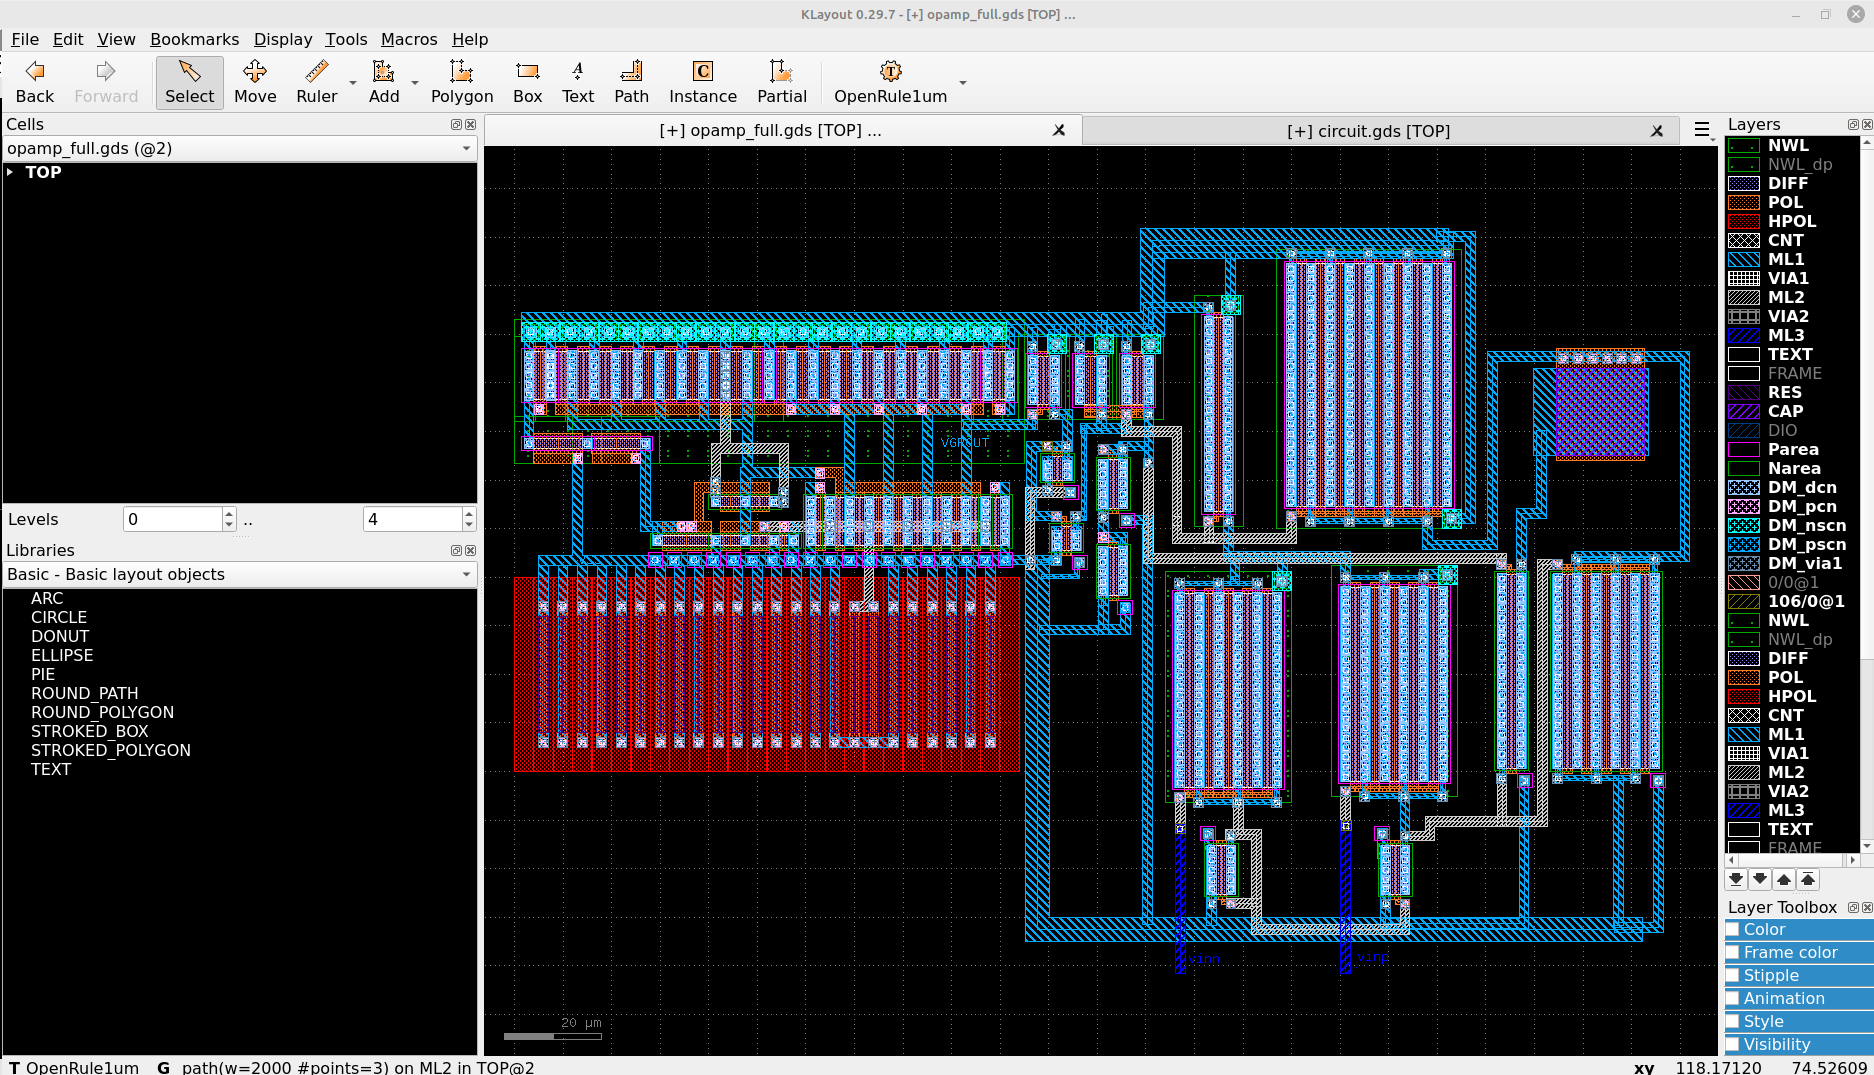 KLayout 0.29.7 - [+] opamp_full.gds [TOP] ...
File Edit View Bookmarks Display Tools Macros Help
Back Forward Select Move Ruler Add Polygon Box Text Path Instance Partial OpenRule1um
Cells
opamp_full.gds (@2)
TOP
Levels 0 .. 4
Libraries
Basic - Basic layout objects
ARC
CIRCLE
DONUT
ELLIPSE
PIE
ROUND_PATH
ROUND_POLYGON
STROKED_BOX
STROKED_POLYGON
TEXT
[+] opamp_full.gds [TOP] ...
[+] circuit.gds [TOP]
vinn
vinp
20 µm
Layers
NWL
NWL_dp
DIFF
POL
HPOL
CNT
ML1
VIA1
ML2
VIA2
ML3
TEXT
FRAME
RES
CAP
DIO
Parea
Narea
DM_dcn
DM_pcn
DM_nscn
DM_pscn
DM_via1
0/0@1
106/0@1
NWL
NWL_dp
DIFF
POL
HPOL
CNT
ML1
VIA1
ML2
VIA2
ML3
TEXT
FRAME
Layer Toolbox
Color
Frame color
Stipple
Animation
Style
Visibility
T OpenRule1um G path(w=2000 #points=3) on ML2 in TOP@2
xy 118.17120 74.52609